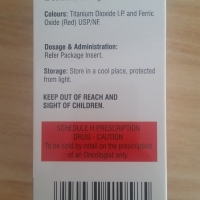 Colours: Titanium Dioxide I.P. and Ferric
Oxide (Red) USP/NF.
Dosage & Administration:
Refer Package Insert.
Storage: Store in a cool place, protected
from light.
KEEP OUT OF REACH AND
SIGHT OF CHILDREN.
SCHEDULE H PRESCRIPTION
DRUG - CAUTION
To be sold by retail on the prescription
of an Oncologist only.